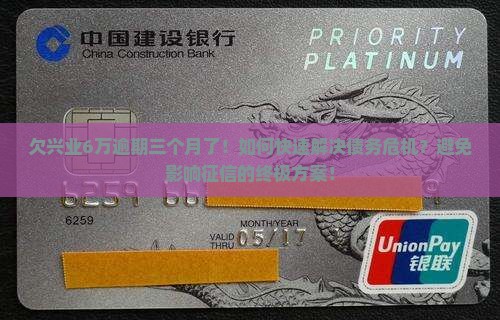 中国建设银行
China Construction Bank
PRIORITY
PLATINUM
欠兴业6万逾期三个月了！如何快速解决债务危机？避免
影响征信的终极方案！
6259
6259
MONTH/YEAR
VALID
THRU
05/17
UnionPay
银联